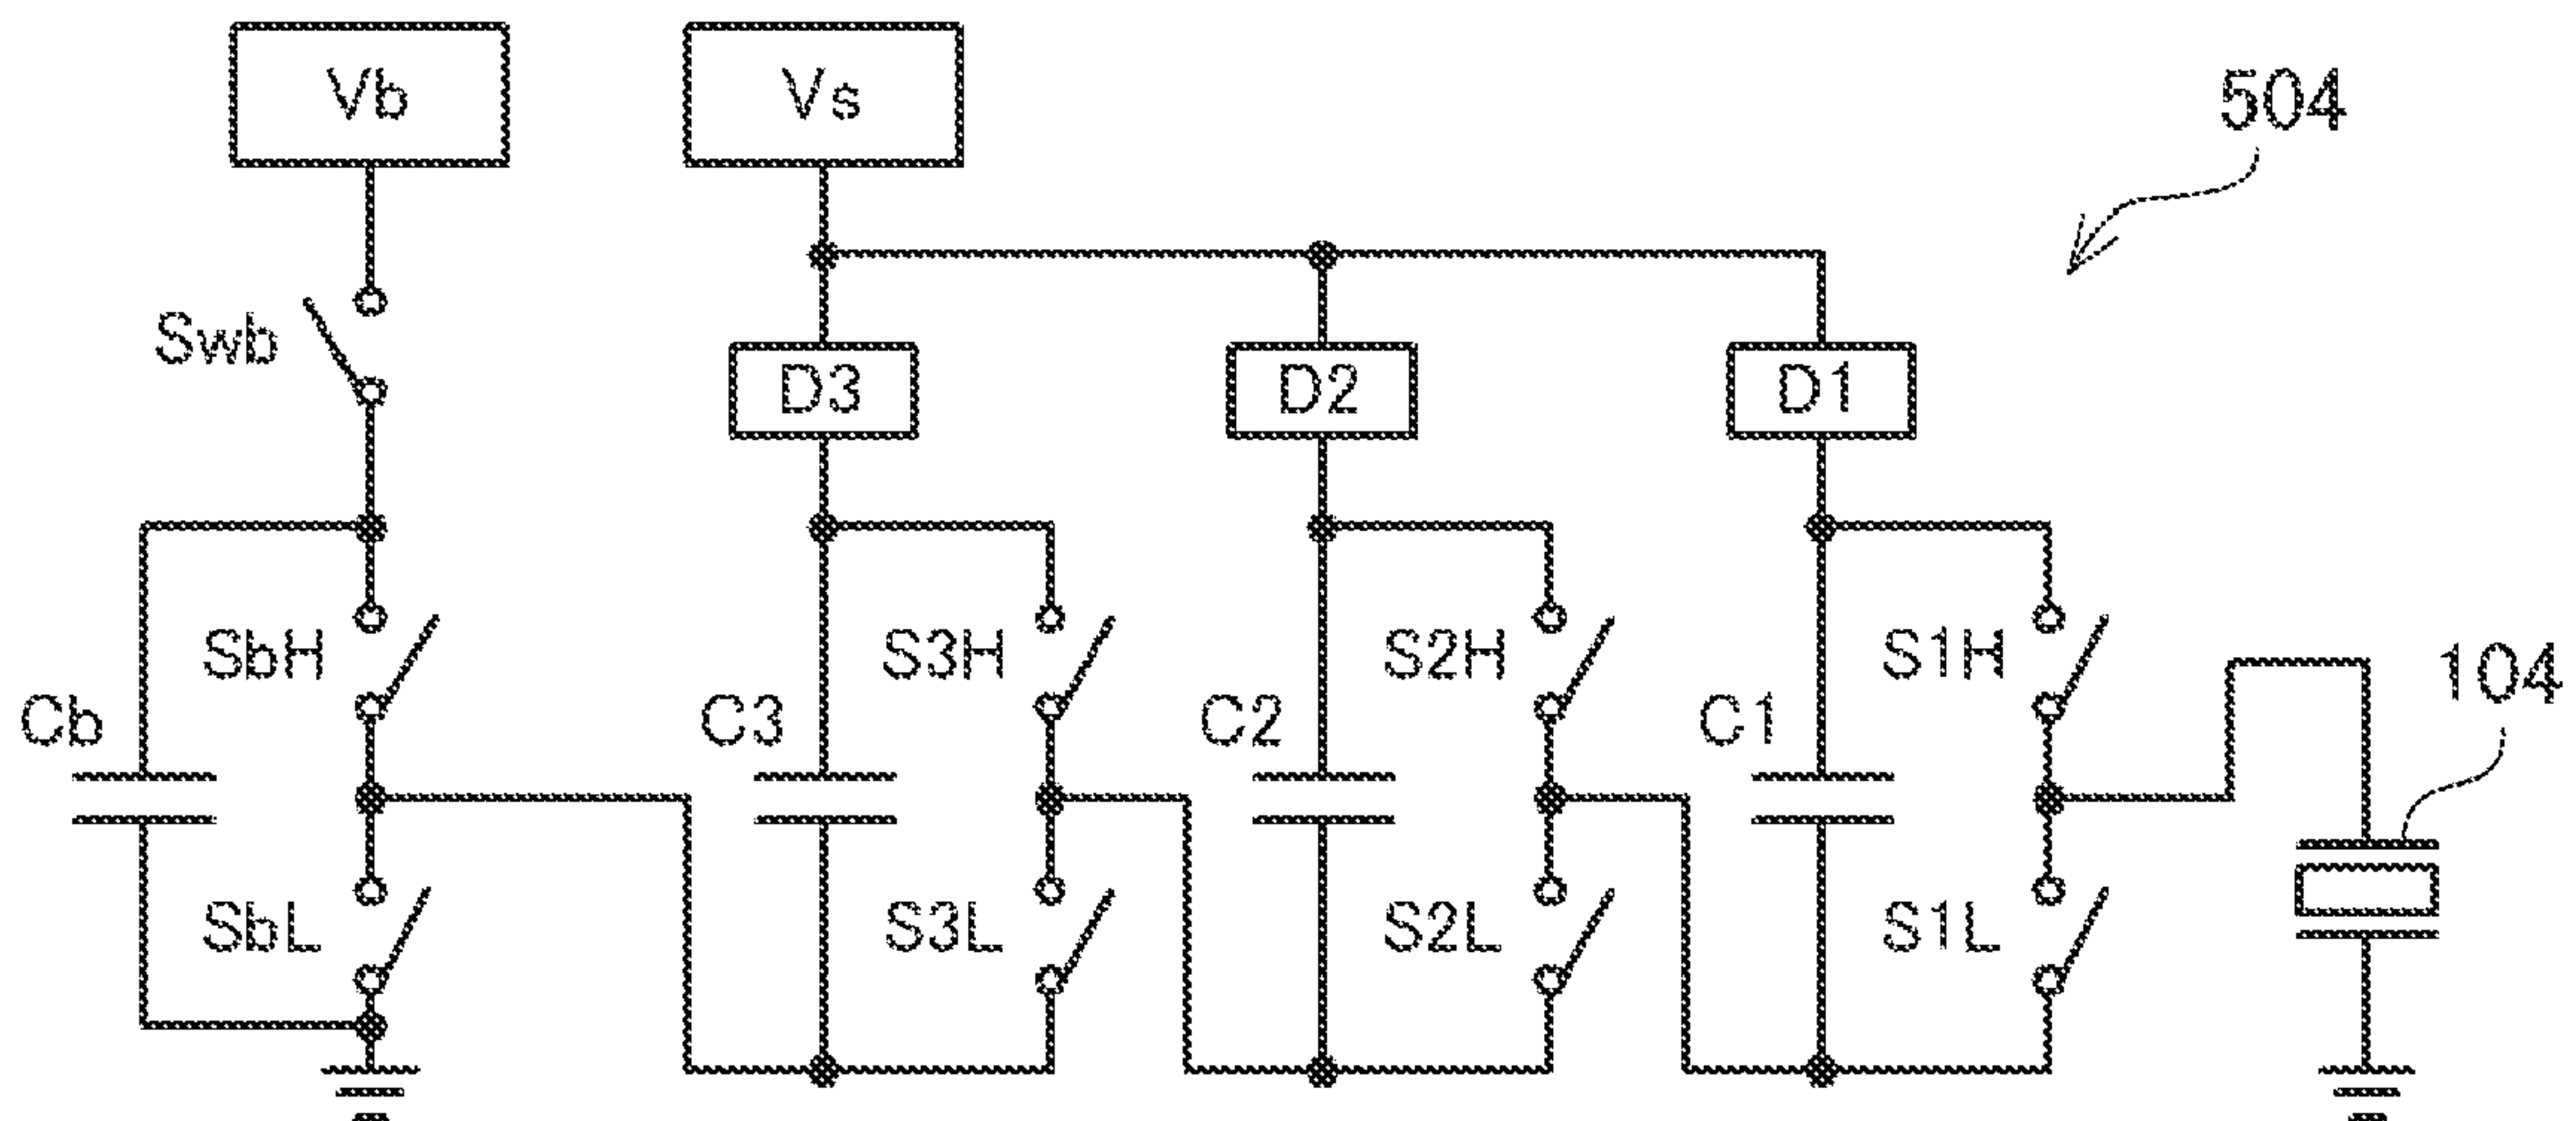 Vb
Vs
504
Swb
D3
D2
D1
SbH
S3H
S2H
S1H
104
Cb
C3
C2
C1
SbL
S3L
S2L
S1L